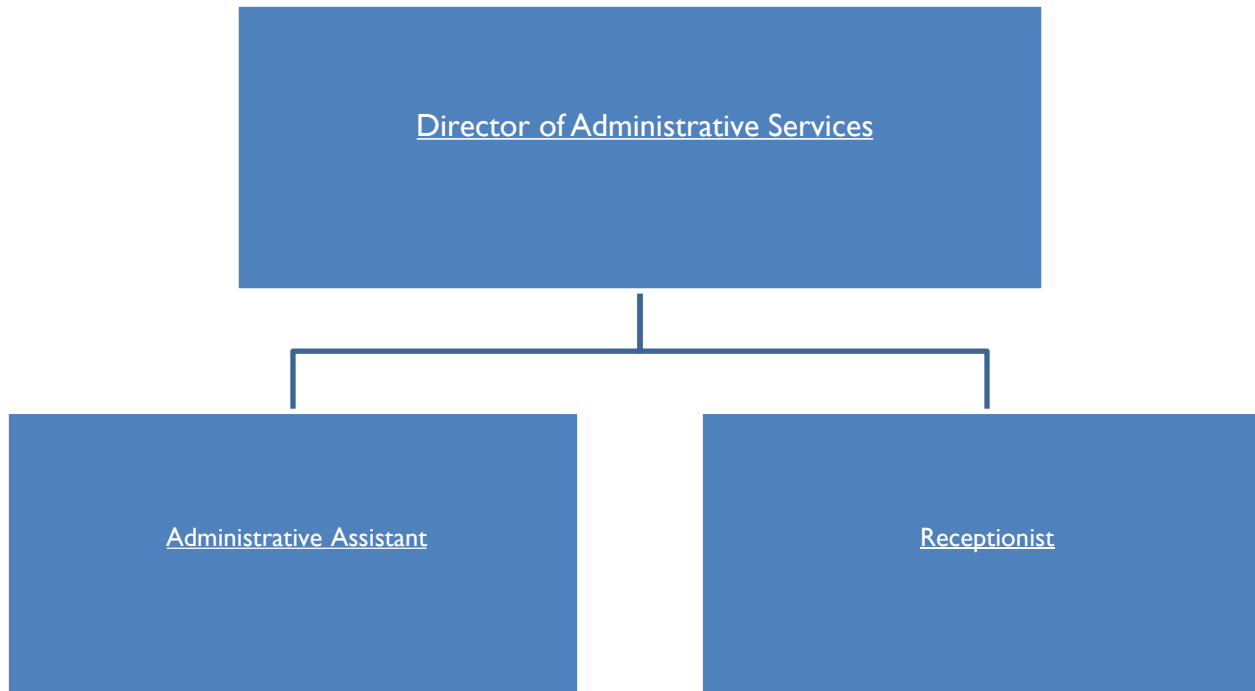 Director of Administrative Services
Administrative Assistant
Receptionist